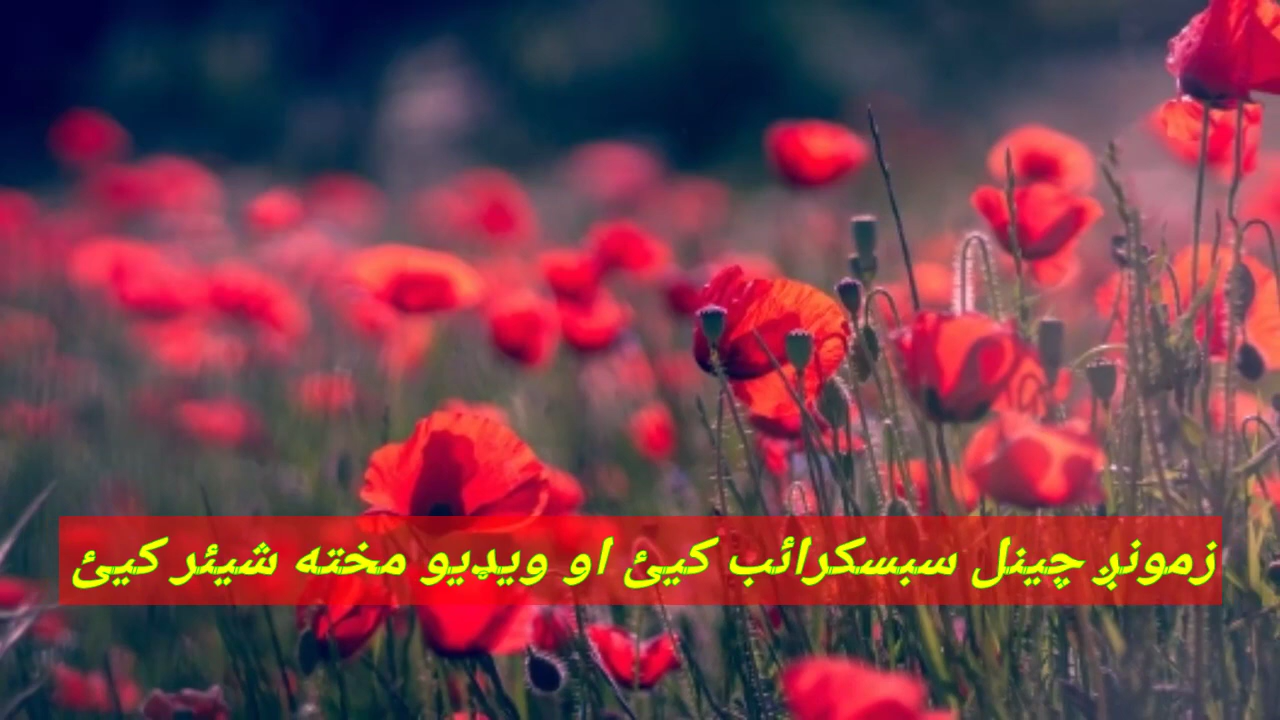 زمونږ چینل سبسکرائب کیئ او ویډیو مخته شیئر کیئ